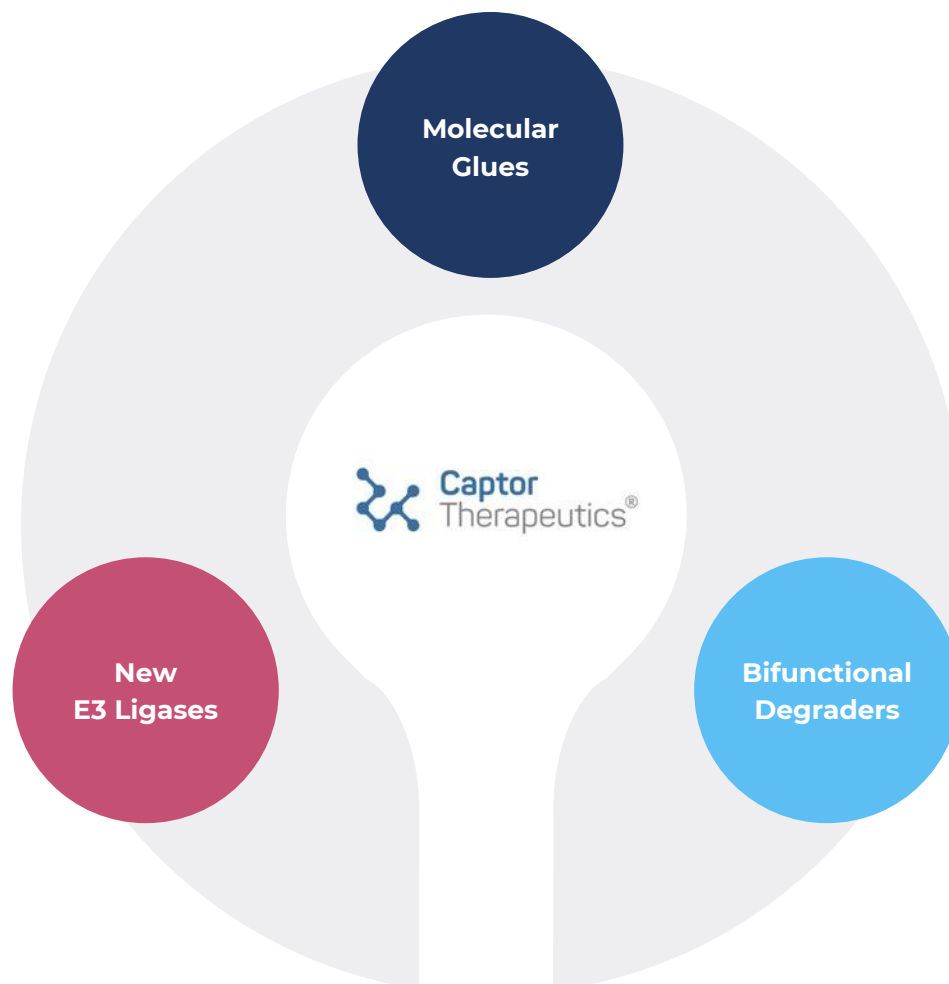 Molecular
Glues
Captor
Therapeutics®
New
E3 Ligases
Bifunctional
Degraders